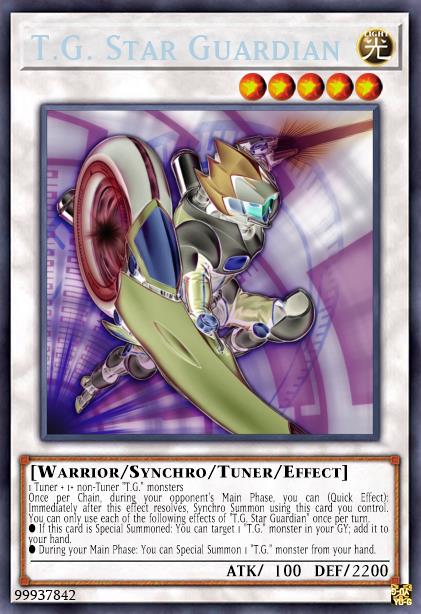 T.G. STAR GUARDIAN
LIGHT
光
[WARRIOR/SYNCHRO/TUNER/EFFECT]
1 Tuner + 1+ non-Tuner "T.G." monsters
Once per Chain, during your opponent's Main Phase, you can (Quick Effect):
Immediately after this effect resolves, Synchro Summon using this card you control.
You can only use each of the following effects of "T.G. Star Guardian" once per turn.
● If this card is Special Summoned: You can target 1 "T.G." monster in your GY; add it to
your hand.
● During your Main Phase: You can Special Summon 1 "T.G." monster from your hand.
ATK/ 100 DEF/2200
99937842